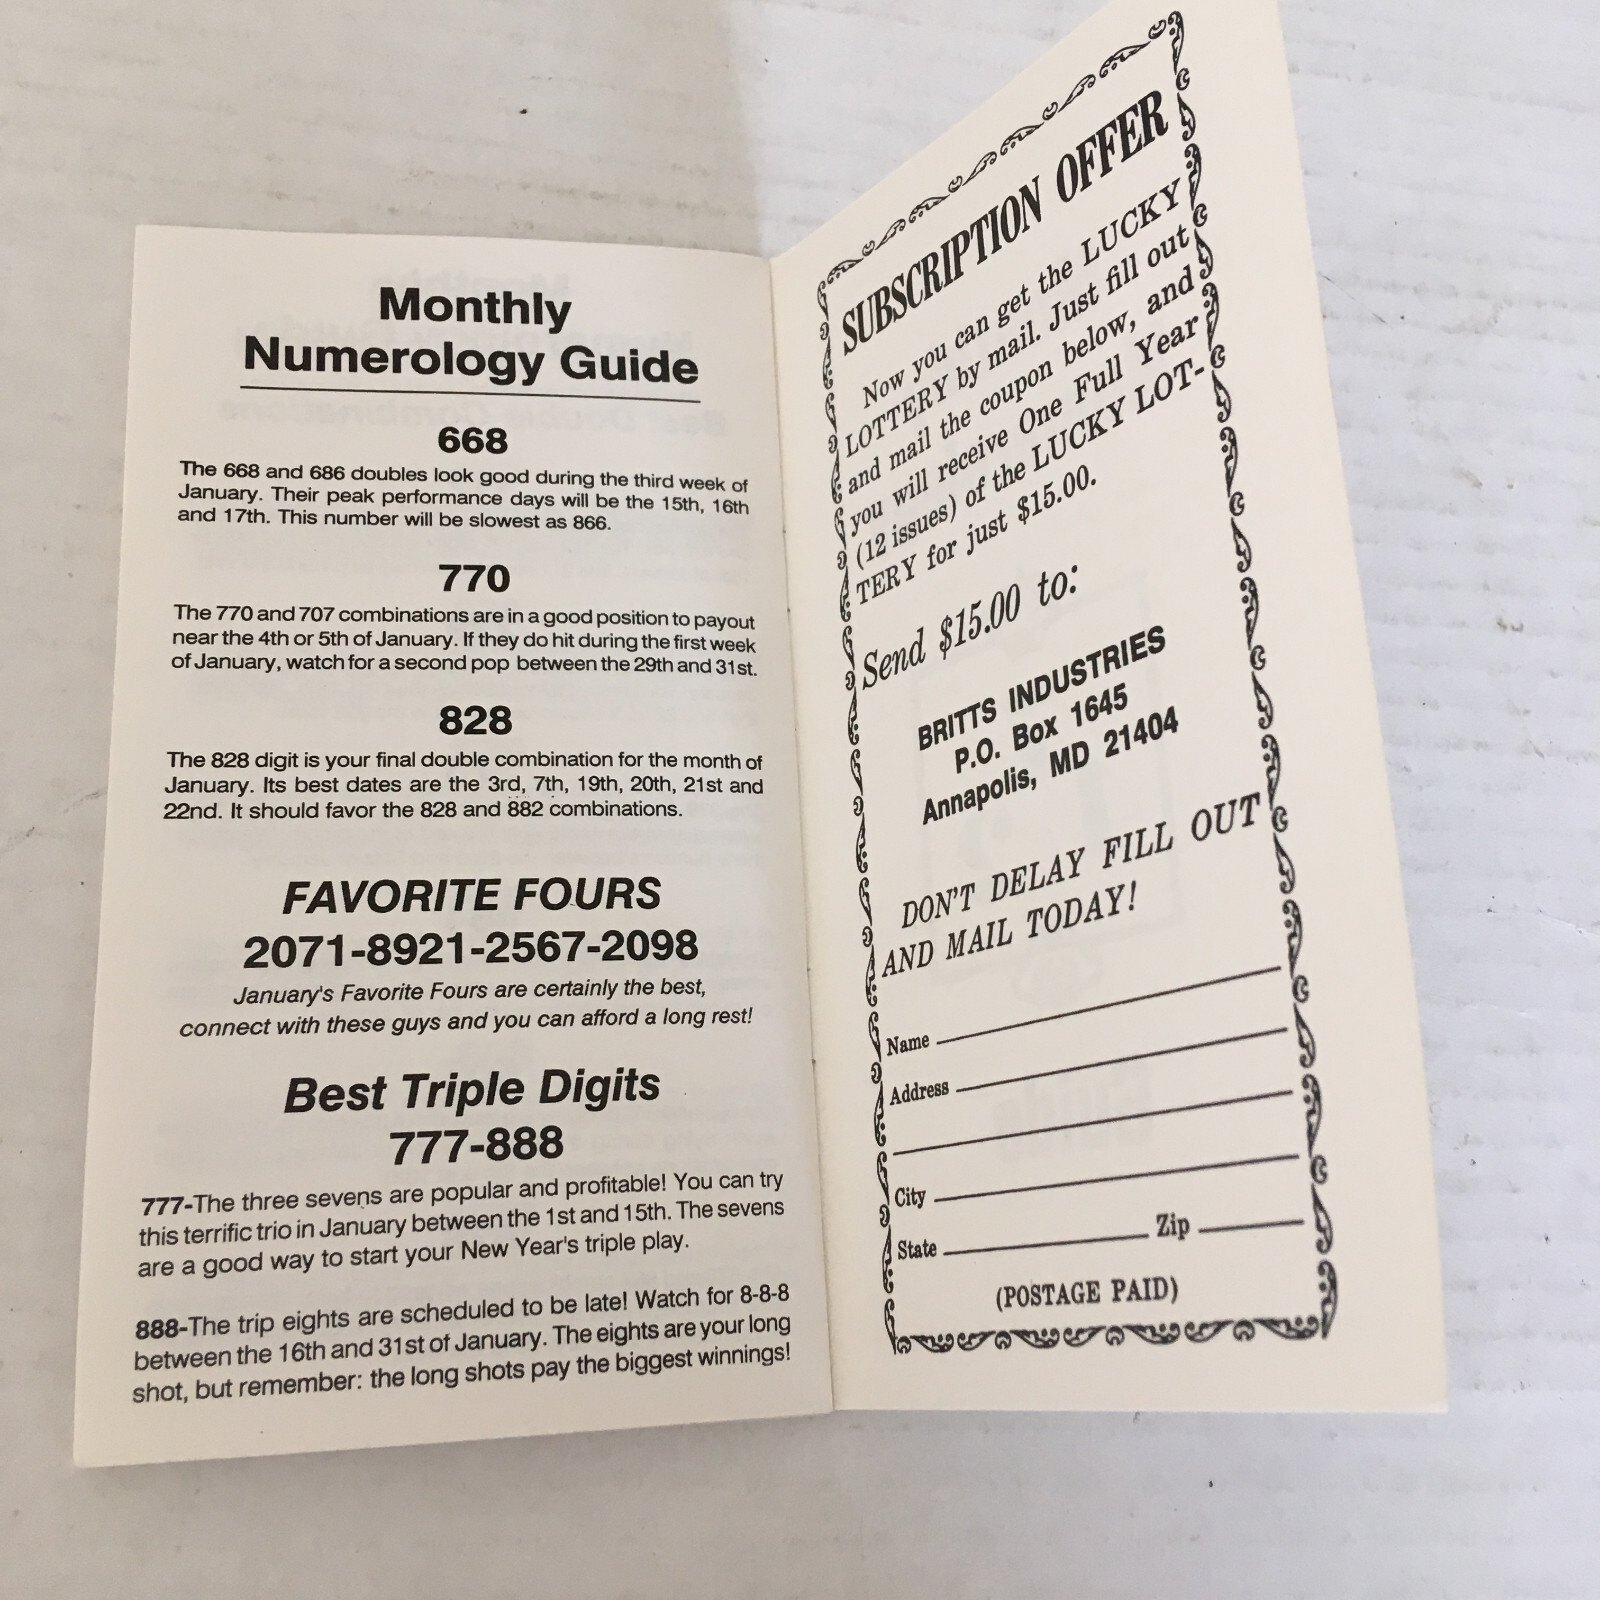 Monthly
Numerology Guide
668
The 668 and 686 doubles look good during the third week of
January. Their peak performance days will be the 15th, 16th
and 17th. This number will be slowest as 866.
770
The 770 and 707 combinations are in a good position to payout
near the 4th or 5th of January. If they do hit during the first week
of January, watch for a second pop between the 29th and 31st.
828
The 828 digit is your final double combination for the month of
January. Its best dates are the 3rd, 7th, 19th, 20th, 21st and
22nd. It should favor the 828 and 882 combinations.
FAVORITE FOURS
2071-8921-2567-2098
January's Favorite Fours are certainly the best,
connect with these guys and you can afford a long rest!
Best Triple Digits
777-888
777-The three sevens are popular and profitable! You can try
this terrific trio in January between the 1st and 15th. The sevens
are a good way to start your New Year's triple play.
888-The trip eights are scheduled to be late! Watch for 8-8-8
between the 16th and 31st of January. The eights are your long
shot, but remember: the long shots pay the biggest winnings!
SUBSCRIPTION OFFER
Now you can get the LUCKY
LOTTERY by mail. Just fill out
and mail the coupon below, and
you will receive One Full Year
(12 issues) of the LUCKY LOT-
TERY for just $15.00.
Send $15.00 to:
BRITTS INDUSTRIES
P.O. Box 1645
Annapolis, MD 21404
DON'T DELAY FILL OUT
AND MAIL TODAY!
Name
Address
City
State Zip
(POSTAGE PAID)